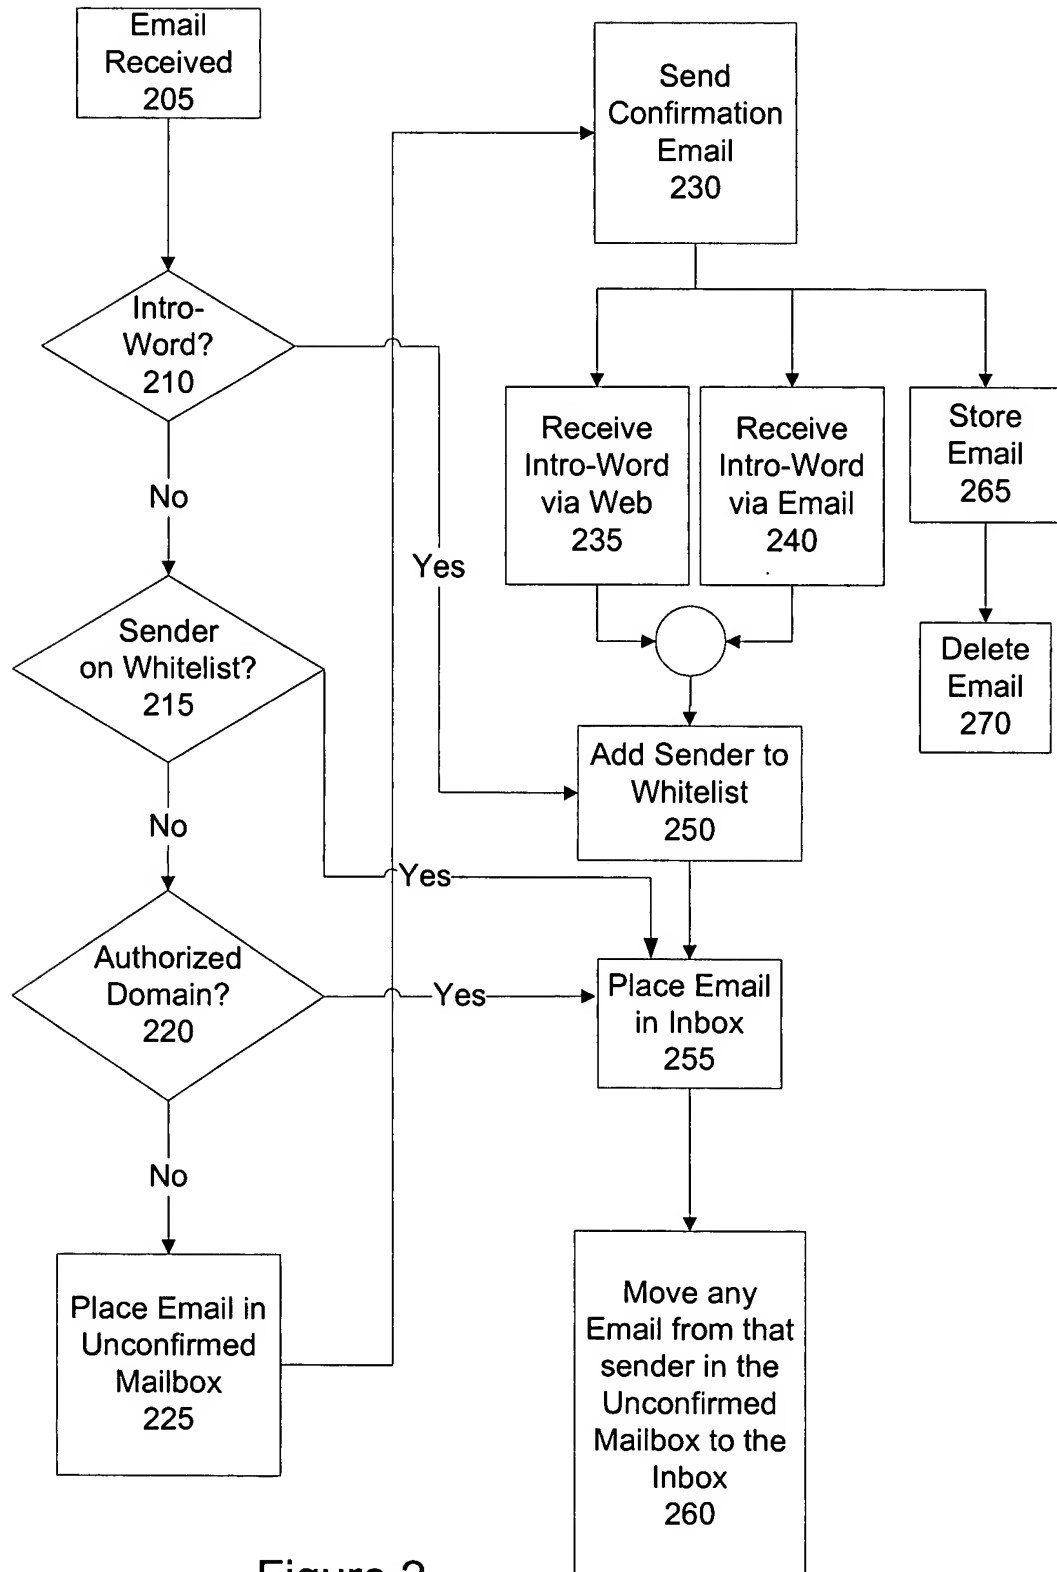 Email
Received
205
Intro-
Word?
210
No
Sender
on Whitelist?
215
No
Authorized
Domain?
220
No
Place Email in
Unconfirmed
Mailbox
225
Send
Confirmation
Email
230
Receive
Intro-Word
via Web
235
Receive
Intro-Word
via Email
240
Store
Email
265
Delete
Email
270
Yes
Add Sender to
Whitelist
250
Yes
Yes
Place Email
in Inbox
255
Move any
Email from that
sender in the
Unconfirmed
Mailbox to the
Inbox
260
Figure